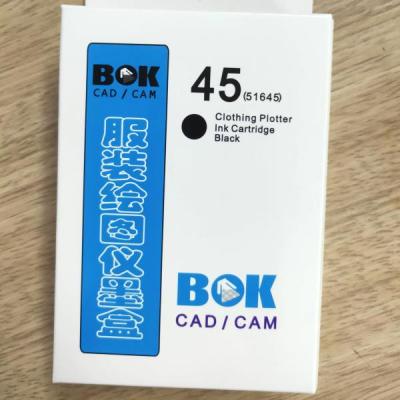 BOK
CAD / CAM
服装绘图仪墨盒
45 (51645)
Clothing Plotter
Ink Cartridge
Black
BOK
CAD / CAM